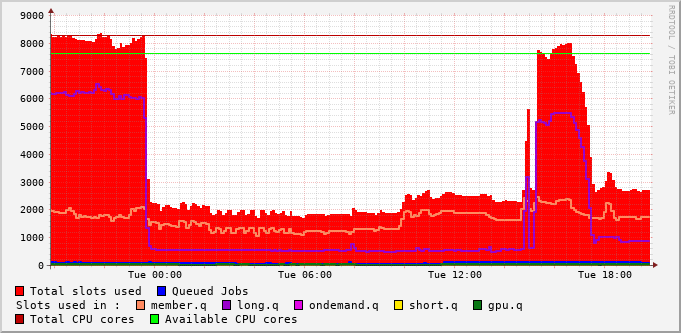 9000
8000
7000
6000
5000
4000
3000
2000
1000
0
Tue 00:00 Tue 06:00 Tue 12:00 Tue 18:00
RRDTOOL / TOBI OETIKER
Total slots used Queued Jobs
Slots used in : member.q long.q ondemand.q short.q gpu.q
Total CPU cores Available CPU cores